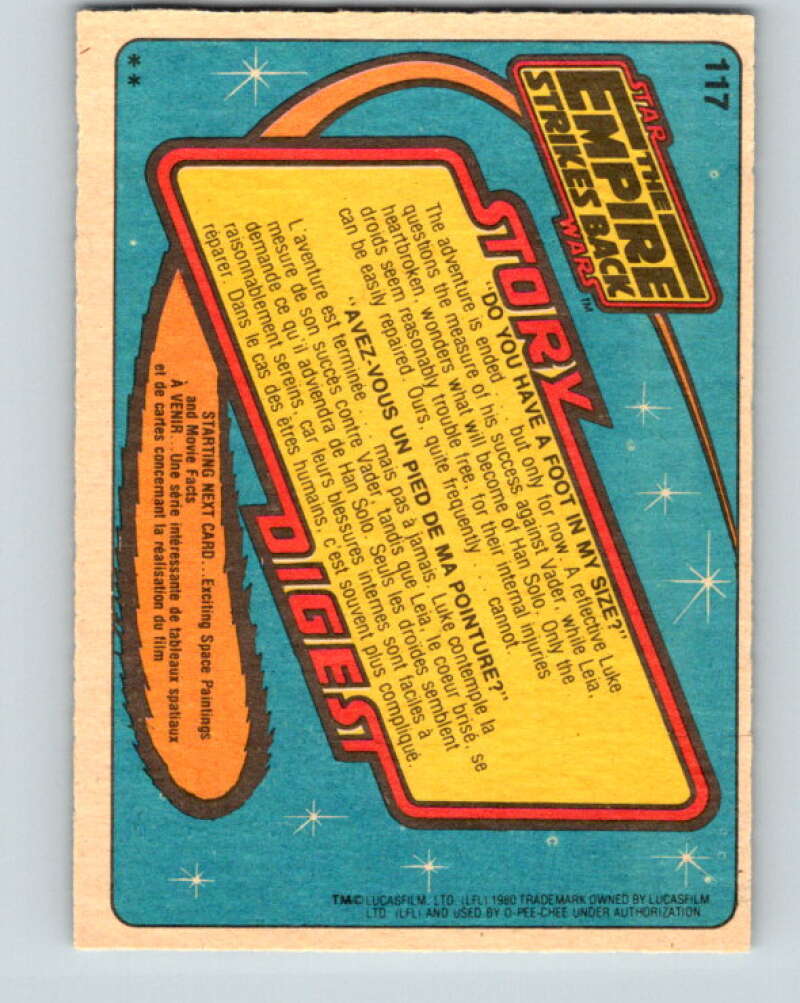 117
STAR
THE
EMPIRE
STRIKES BACK
WARS™
STORY
"DO YOU HAVE A FOOT IN MY SIZE?"
The adventure is ended . . . but only for now. A reflective Luke
questions the measure of his success against Vader, while Leia,
heartbroken, wonders what will become of Han Solo. Only the
droids seem reasonably trouble free, for their internal injuries
can be easily repaired. Ours, quite frequently . . . cannot.
"AVEZ-VOUS UN PIED DE MA POINTURE?"
L'aventure est terminée . . . mais pas à jamais. Luke contemple la
mesure de son succès contre Vader, tandis que Leia, le coeur brisé, se
demande ce qu'il adviendra de Han Solo. Seuls les droides semblent
raisonnablement sereins, car leurs blessures internes sont faciles à
réparer. Dans le cas des êtres humains, c'est souvent plus compliqué.
DIGEST
STARTING NEXT CARD...Exciting Space Paintings
and Movie Facts
À VENIR...Une série intéressante de tableaux spatiaux
et de cartes concernant la réalisation du film
**
TM© LUCASFILM, LTD. (LFL) 1980 TRADEMARK OWNED BY LUCASFILM
LTD. (LFL) AND USED BY O-PEE-CHEE UNDER AUTHORIZATION